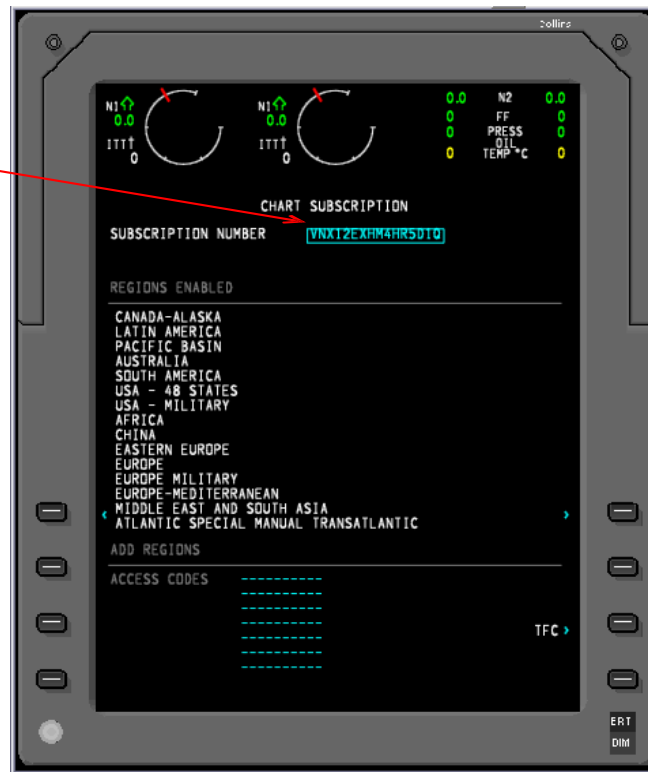 Collins
N1 N1 0.0 N2 0.0
0.0 0.0 0 FF 0
0 PRESS 0
ITT ITT OIL
0 0 0 TEMP °C 0
CHART SUBSCRIPTION
SUBSCRIPTION NUMBER
REGIONS ENABLED
CANADA-ALASKA
LATIN AMERICA
PACIFIC BASIN
AUSTRALIA
SOUTH AMERICA
USA - 48 STATES
USA - MILITARY
AFRICA
CHINA
EASTERN EUROPE
EUROPE
EUROPE MILITARY
EUROPE-MEDITERRANEAN
MIDDLE EAST AND SOUTH ASIA
ATLANTIC SPECIAL MANUAL TRANSATLANTIC
ADD REGIONS
ACCESS CODES ----------
----------
----------
----------
TFC >
----------
----------
----------
ERT
DIM